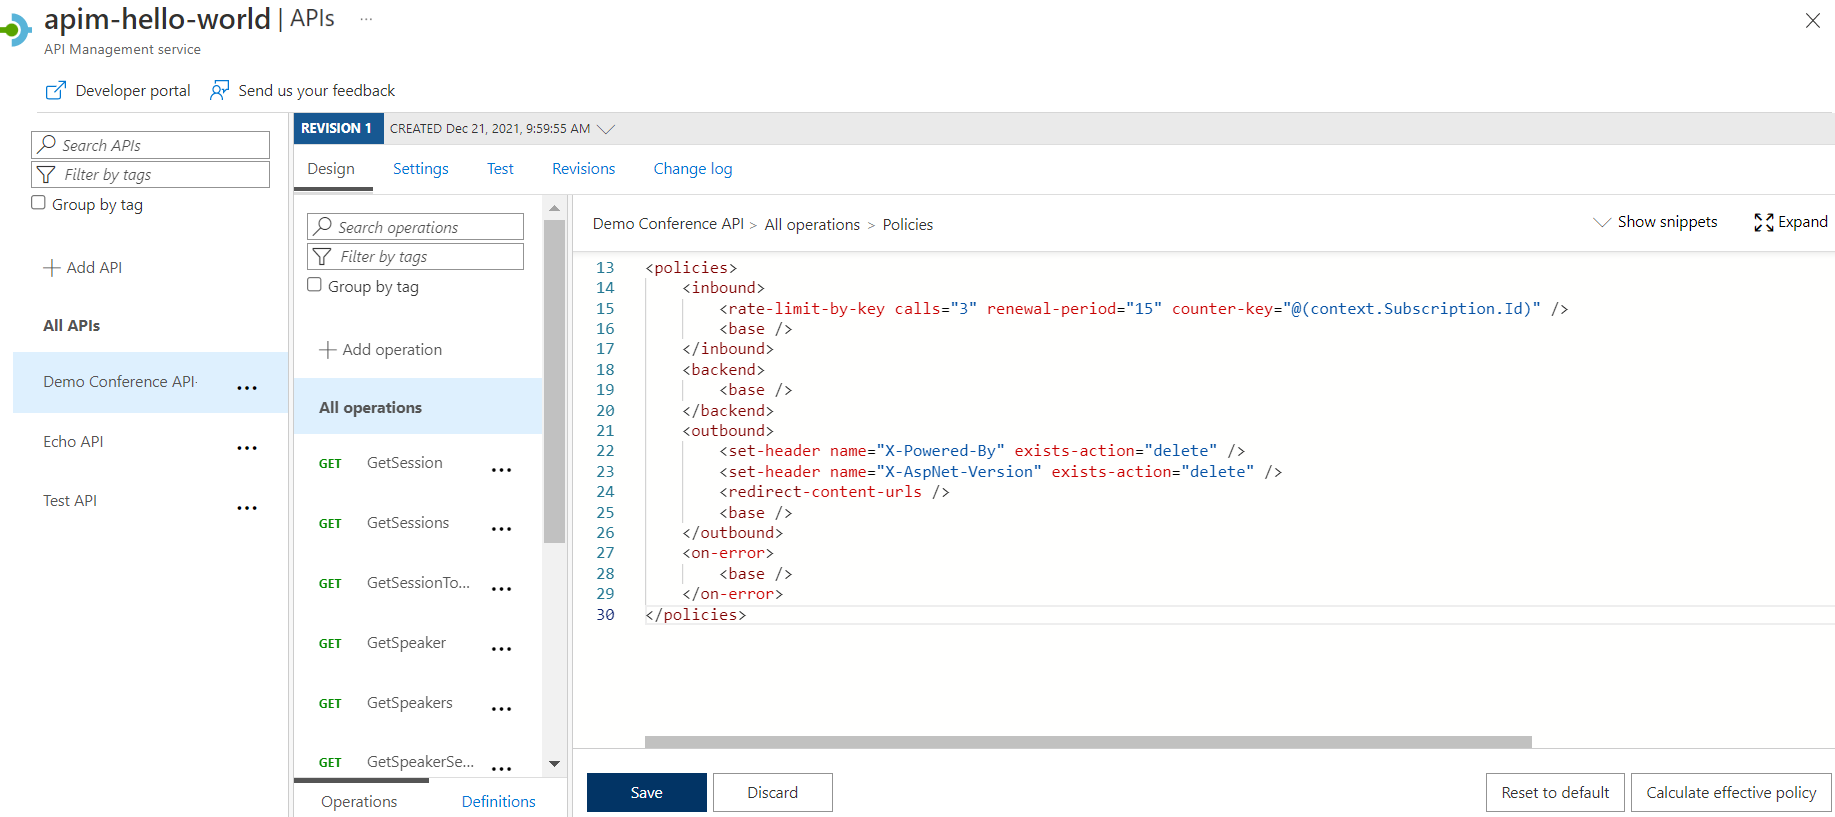 apim-hello-world | APIs ...
API Management service
Developer portal Send us your feedback
Search APIs
Filter by tags
Group by tag
+ Add API
All APIs
Demo Conference API ...
Echo API ...
Test API ...
REVISION 1 CREATED Dec 21, 2021, 9:59:55 AM
Design Settings Test Revisions Change log
Search operations
Filter by tags
Group by tag
+ Add operation
All operations
GET GetSession ...
GET GetSessions ...
GET GetSessionTo... ...
GET GetSpeaker ...
GET GetSpeakers ...
GET GetSpeakerSe... ...
Operations Definitions
Demo Conference API > All operations > Policies
Show snippets Expand
13 <policies>
14 <inbound>
15 <rate-limit-by-key calls="3" renewal-period="15" counter-key="@(context.Subscription.Id)" />
16 <base />
17 </inbound>
18 <backend>
19 <base />
20 </backend>
21 <outbound>
22 <set-header name="X-Powered-By" exists-action="delete" />
23 <set-header name="X-AspNet-Version" exists-action="delete" />
24 <redirect-content-urls />
25 <base />
26 </outbound>
27 <on-error>
28 <base />
29 </on-error>
30 </policies>
Save Discard Reset to default Calculate effective policy